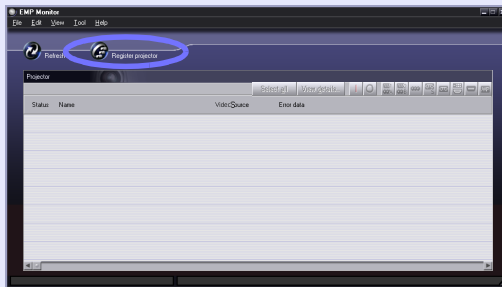 EMP Monitor
File Edit View Tool Help
Refresh Register projector
Projector
Select all View details
Status Name Video Source Error data